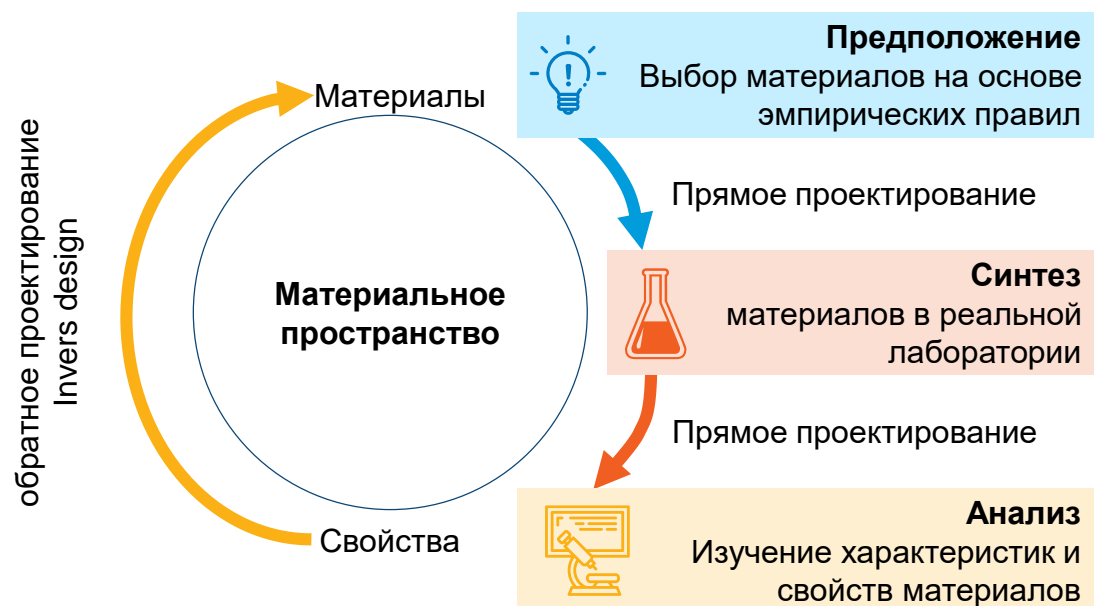 Предположение
Выбор материалов на основе
эмпирических правил
Материалы
Прямое проектирование
обратное проектирование
Invers design
Материальное
пространство
Синтез
материалов в реальной
лаборатории
Прямое проектирование
Свойства
Анализ
Изучение характеристик и
свойств материалов